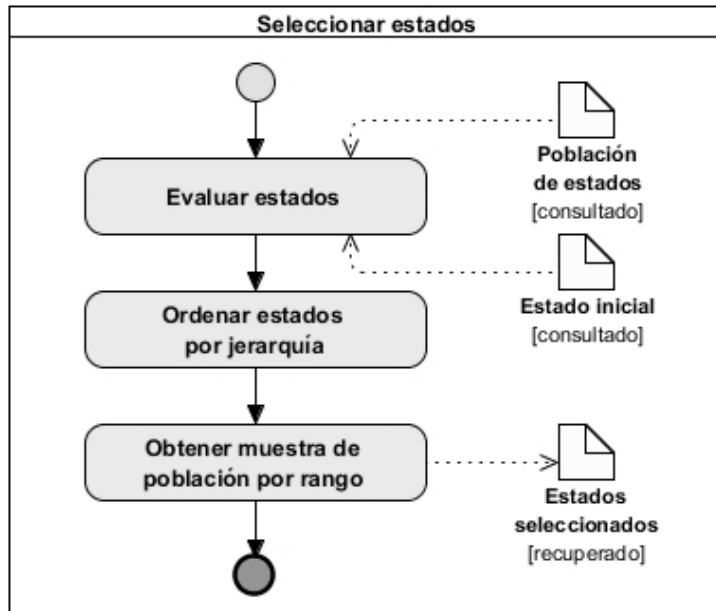 Seleccionar estados
Población
de estados
[consultado]
Evaluar estados
Estado inicial
[consultado]
Ordenar estados
por jerarquía
Obtener muestra de
población por rango
Estados
seleccionados
[recuperado]